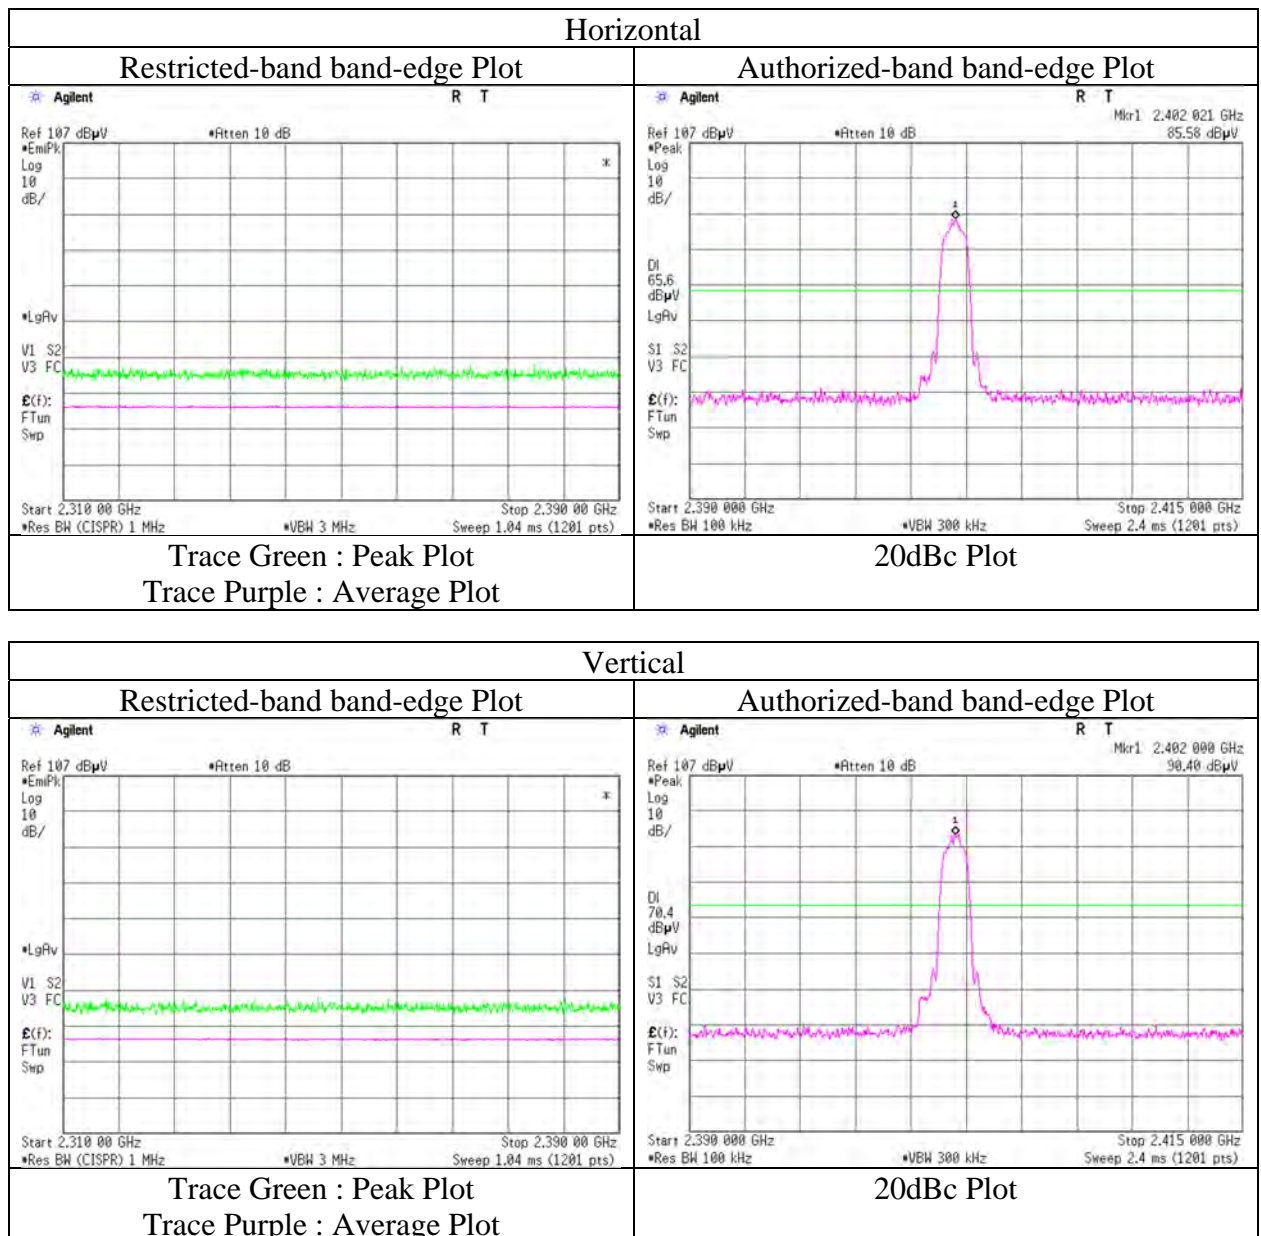 Horizontal
Restricted-band band-edge Plot
Authorized-band band-edge Plot
Agilent
R T
Ref 107 dBµV
*Atten 10 dB
*EmiPk
Log
10
dB/
*
*LgAv
V1 S2
V3 FC
£(f):
FTun
Swp
Start 2.310 00 GHz
Stop 2.390 00 GHz
*Res BW (CISPR) 1 MHz
*VBW 3 MHz
Sweep 1.04 ms (1201 pts)
Agilent
R T
Mkr1 2.402 021 GHz
Ref 107 dBµV
*Atten 10 dB
85.58 dBµV
*Peak
Log
10
dB/
1
DI
65.6
dBµV
LgAv
S1 S2
V3 FC
£(f):
FTun
Swp
Start 2.390 000 GHz
Stop 2.415 000 GHz
*Res BW 100 kHz
*VBW 300 kHz
Sweep 2.4 ms (1201 pts)
Trace Green : Peak Plot
Trace Purple : Average Plot
20dBc Plot
Vertical
Restricted-band band-edge Plot
Authorized-band band-edge Plot
Agilent
R T
Ref 107 dBµV
*Atten 10 dB
*EmiPk
Log
10
dB/
*
*LgAv
V1 S2
V3 FC
£(f):
FTun
Swp
Start 2.310 00 GHz
Stop 2.390 00 GHz
*Res BW (CISPR) 1 MHz
*VBW 3 MHz
Sweep 1.04 ms (1201 pts)
Agilent
R T
Mkr1 2.402 000 GHz
Ref 107 dBµV
*Atten 10 dB
90.40 dBµV
*Peak
Log
10
dB/
1
DI
70.4
dBµV
LgAv
S1 S2
V3 FC
£(f):
FTun
Swp
Start 2.390 000 GHz
Stop 2.415 000 GHz
*Res BW 100 kHz
*VBW 300 kHz
Sweep 2.4 ms (1201 pts)
Trace Green : Peak Plot
Trace Purple : Average Plot
20dBc Plot